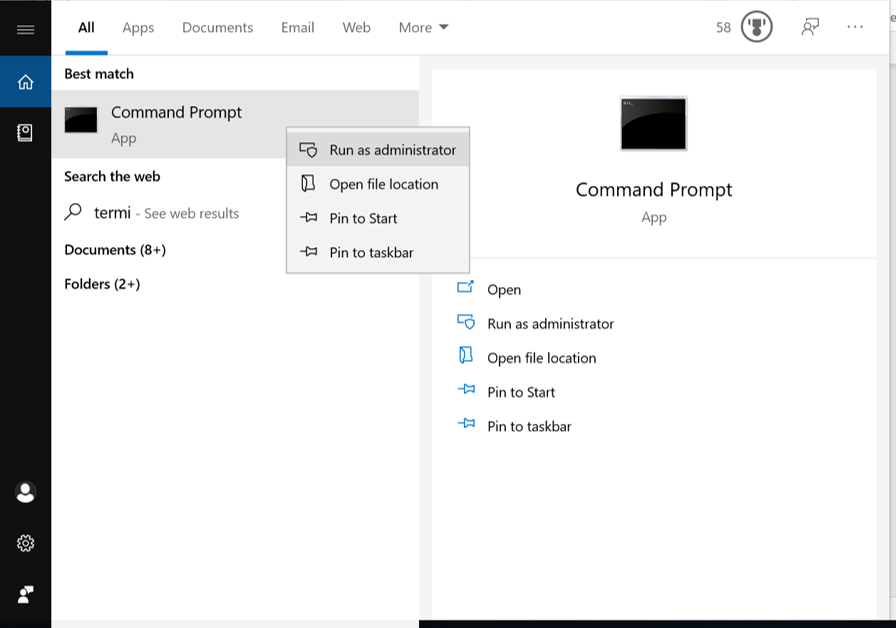 All Apps Documents Email Web More 58 ...
Best match
Command Prompt
App
Search the web
termi - See web results
Documents (8+)
Folders (2+)
Run as administrator
Open file location
Pin to Start
Pin to taskbar
Command Prompt
App
Open
Run as administrator
Open file location
Pin to Start
Pin to taskbar